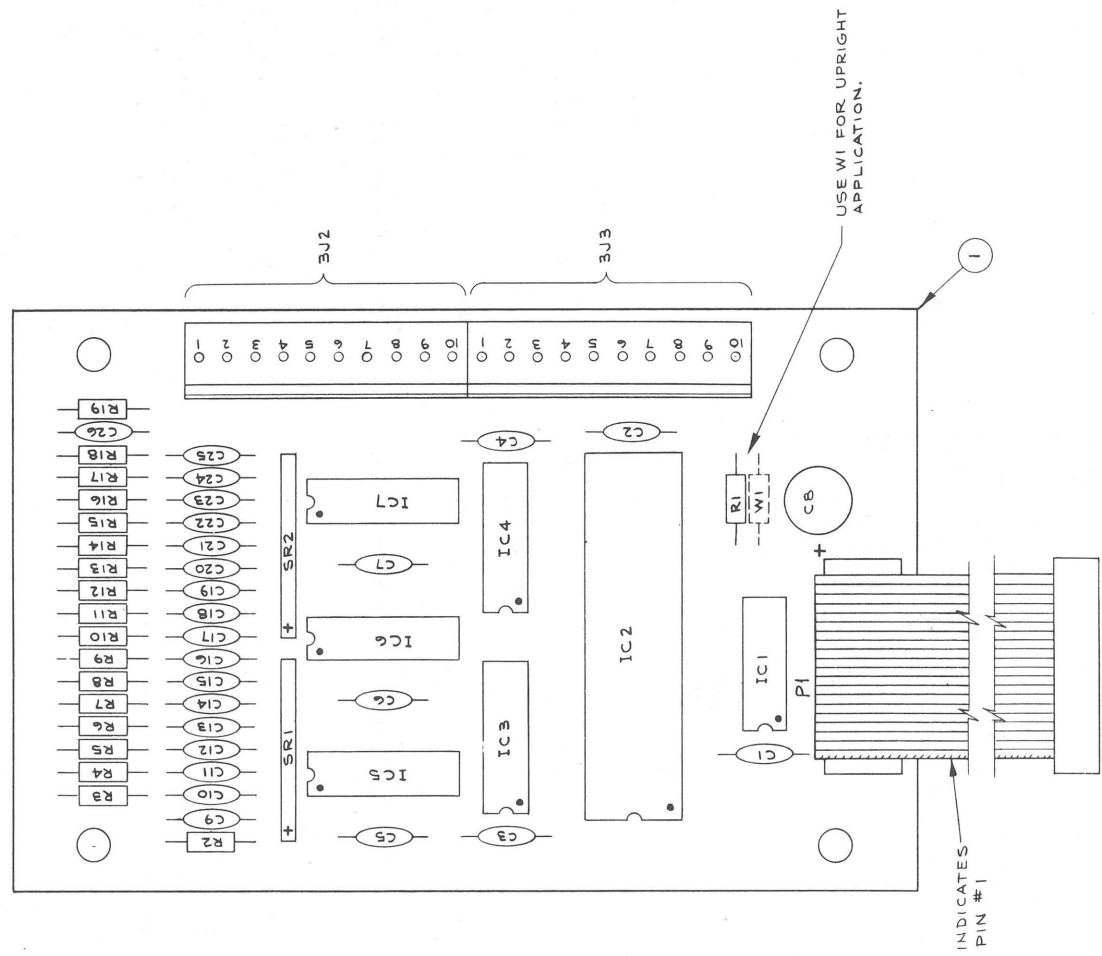 R19
C26
R18
R17
R16
R15
R14
R13
R12
R11
R10
R9
R8
R7
R6
R5
R4
R3
C25
C24
C23
C22
C21
C20
C19
C18
C17
C16
C15
C14
C13
C12
C11
C10
C9
R2
SR2
+
SR1
+
IC7
C7
IC6
C6
IC5
C5
C4
IC4
IC3
C3
C2
IC2
3J2
1
2
3
4
5
6
7
8
9
10
3J3
1
2
3
4
5
6
7
8
9
10
R1
W1
C8
+
IC1
C1
P1
USE W1 FOR UPRIGHT
APPLICATION.
1
INDICATES
PIN #1